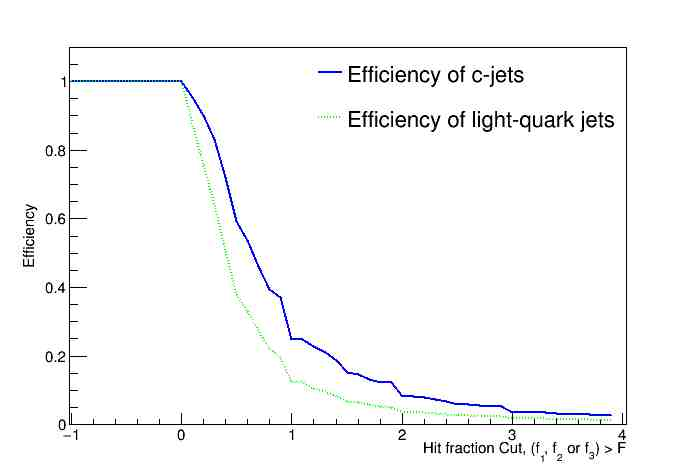 Efficiency of c-jets
Efficiency of light-quark jets
Efficiency
1
0.8
0.6
0.4
0.2
0
−1 0 1 2 3 4
Hit fraction Cut, (f1, f2 or f3) > F